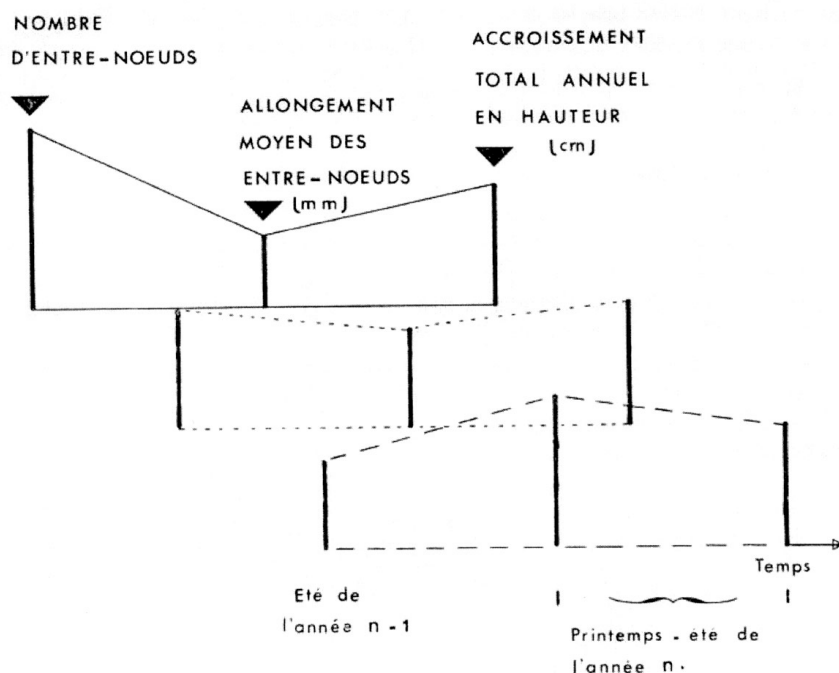 NOMBRE
D'ENTRE-NOEUDS
ALLONGEMENT
MOYEN DES
ENTRE-NOEUDS
(mm)
ACCROISSEMENT
TOTAL ANNUEL
EN HAUTEUR
(cm)
Temps
Eté de
l'année n-1
Printemps - été de
l'année n.